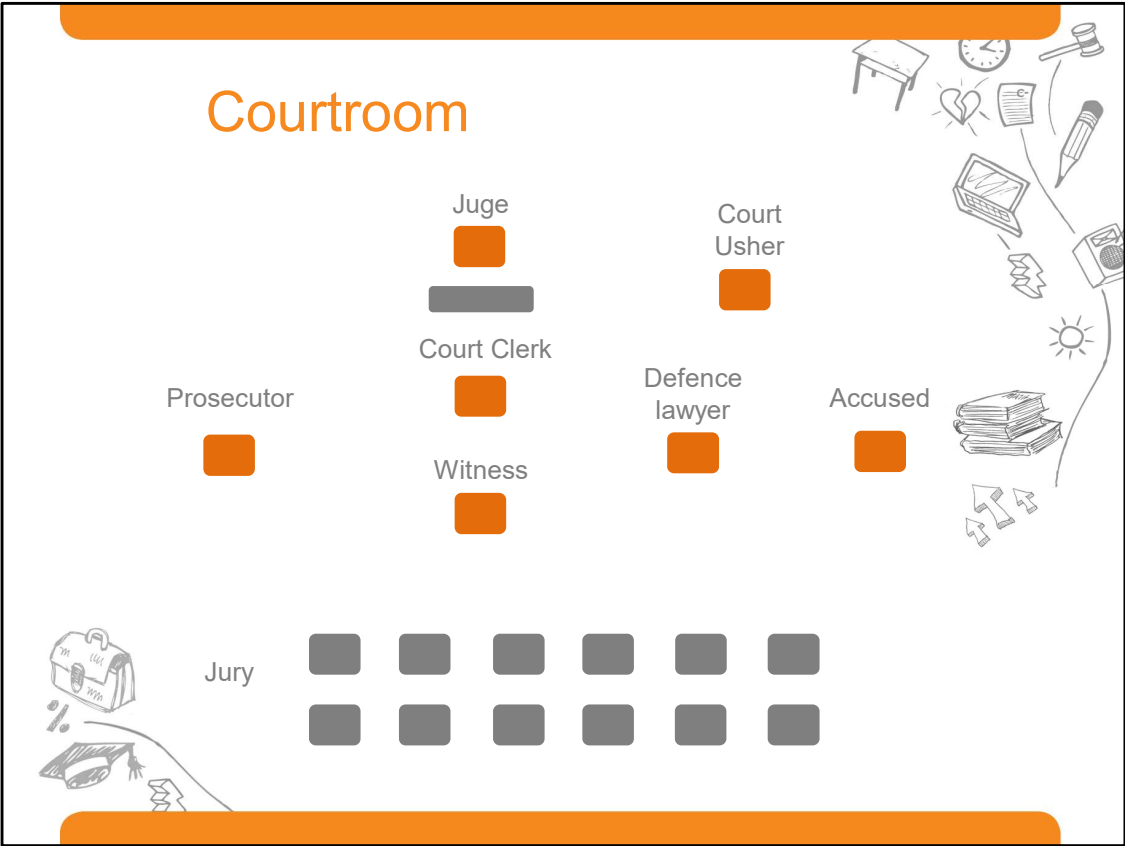 Courtroom
Juge
Court
Usher
Court Clerk
Prosecutor
Defence
lawyer
Accused
Witness
Jury